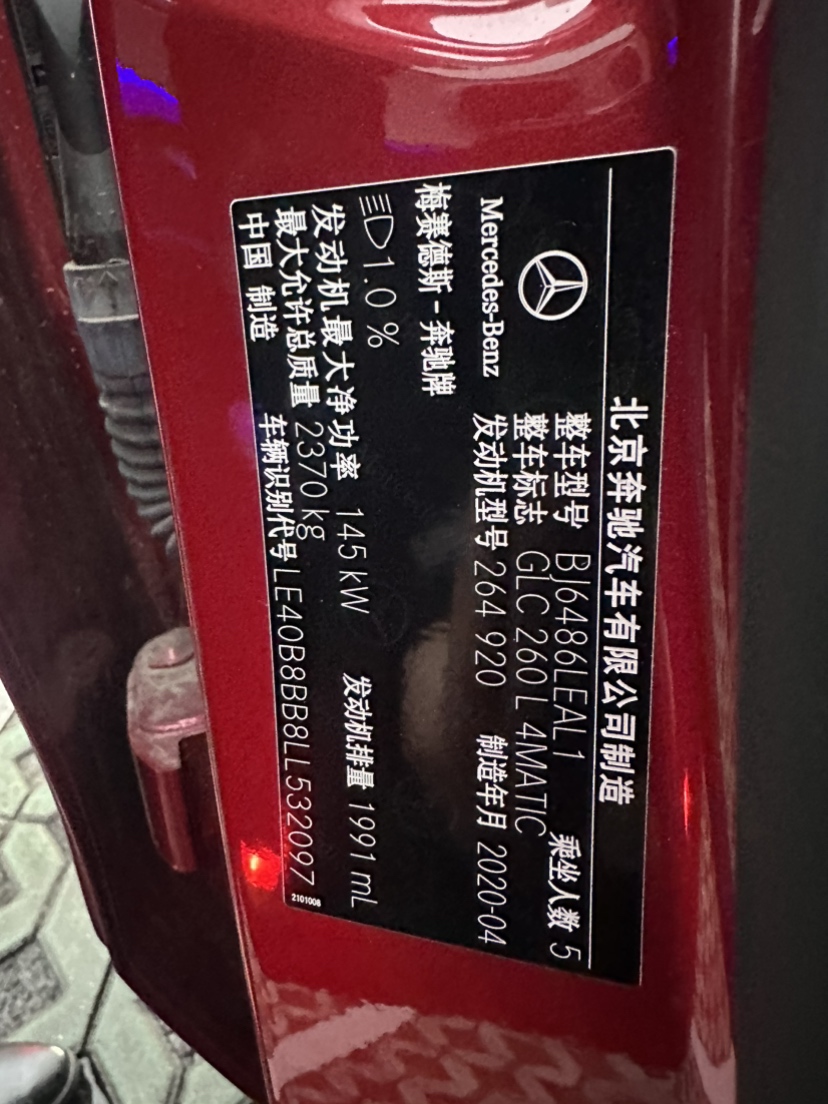 北京奔驰汽车有限公司制造
整车型号 BJ6486LEAL1 乘坐人数 5
整车标志 GLC 260 L 4MATIC
Mercedes-Benz 发动机型号 264 920 制造年月 2020-04
梅赛德斯-奔驰牌
1.0 %
发动机最大净功率 145 kW 发动机排量 1991 mL
最大允许总质量 2370 kg
中国 制造 车辆识别代号 LE40B8BB8LL532097
2101008